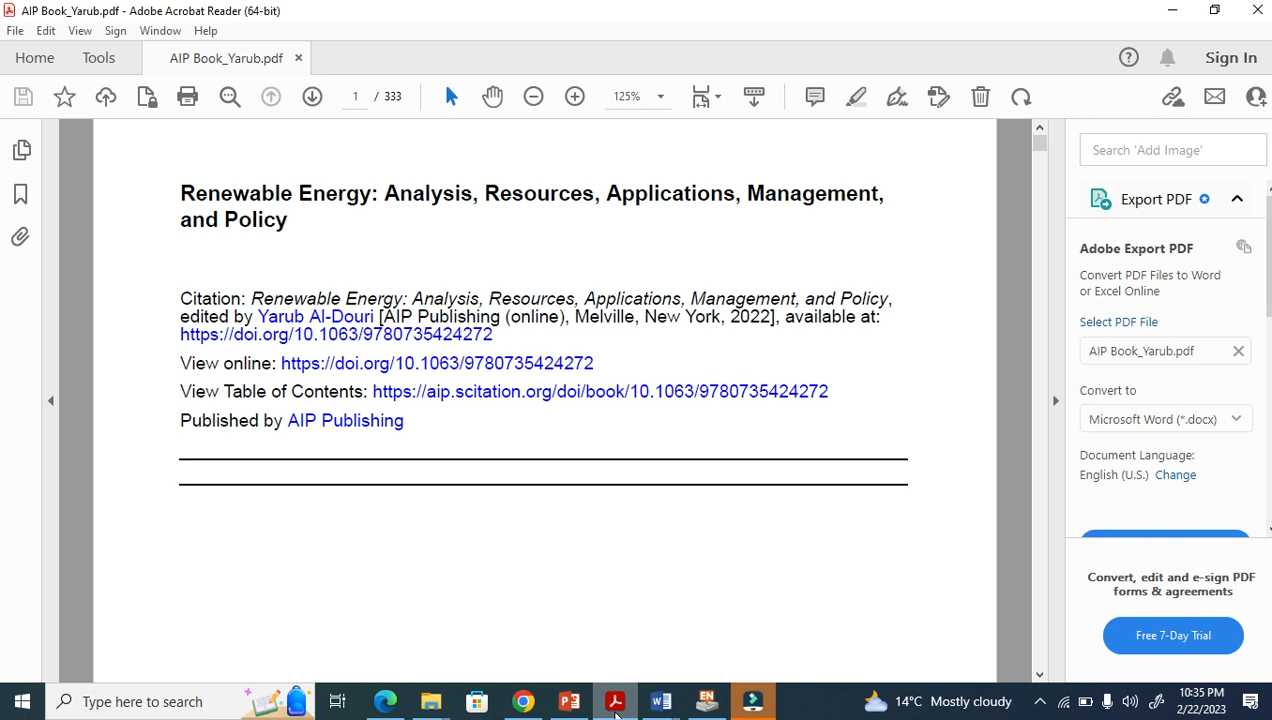 AIP Book_Yarub.pdf - Adobe Acrobat Reader (64-bit)
File Edit View Sign Window Help
Home Tools AIP Book_Yarub.pdf × Sign In
1 / 333 125%
Renewable Energy: Analysis, Resources, Applications, Management,
and Policy
Citation: Renewable Energy: Analysis, Resources, Applications, Management, and Policy,
edited by Yarub Al-Douri [AIP Publishing (online), Melville, New York, 2022], available at:
https://doi.org/10.1063/9780735424272
View online: https://doi.org/10.1063/9780735424272
View Table of Contents: https://aip.scitation.org/doi/book/10.1063/9780735424272
Published by AIP Publishing
Search 'Add Image'
Export PDF
Adobe Export PDF
Convert PDF Files to Word
or Excel Online
Select PDF File
AIP Book_Yarub.pdf
Convert to
Microsoft Word (*.docx)
Document Language:
English (U.S.) Change
Convert, edit and e-sign PDF
forms & agreements
Free 7-Day Trial
Type here to search
EN
14°C Mostly cloudy
10:35 PM
2/22/2023